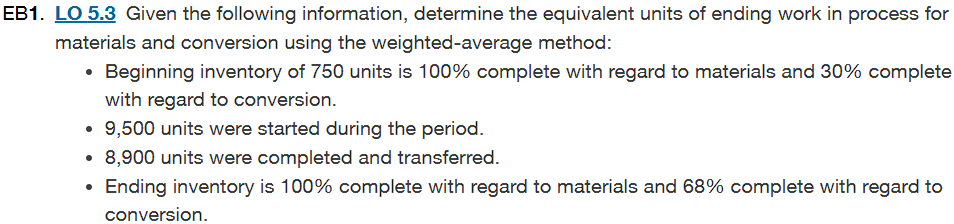 EB1. LO 5.3 Given the following information, determine the equivalent units of ending work in process for
materials and conversion using the weighted-average method:
• Beginning inventory of 750 units is 100% complete with regard to materials and 30% complete
with regard to conversion.
• 9,500 units were started during the period.
• 8,900 units were completed and transferred.
• Ending inventory is 100% complete with regard to materials and 68% complete with regard to
conversion.